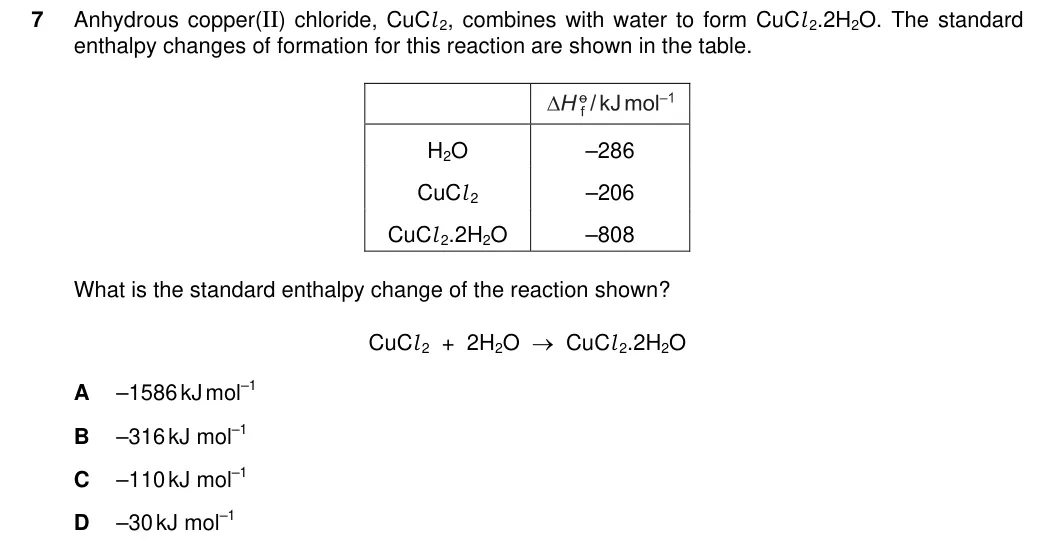 7 Anhydrous copper(II) chloride, CuCl₂, combines with water to form CuCl₂.2H₂O. The standard
enthalpy changes of formation for this reaction are shown in the table.
ΔH⦵f / kJ mol⁻¹
H₂O –286
CuCl₂ –206
CuCl₂.2H₂O –808
What is the standard enthalpy change of the reaction shown?
CuCl₂ + 2H₂O → CuCl₂.2H₂O
A –1586 kJ mol⁻¹
B –316 kJ mol⁻¹
C –110 kJ mol⁻¹
D –30 kJ mol⁻¹